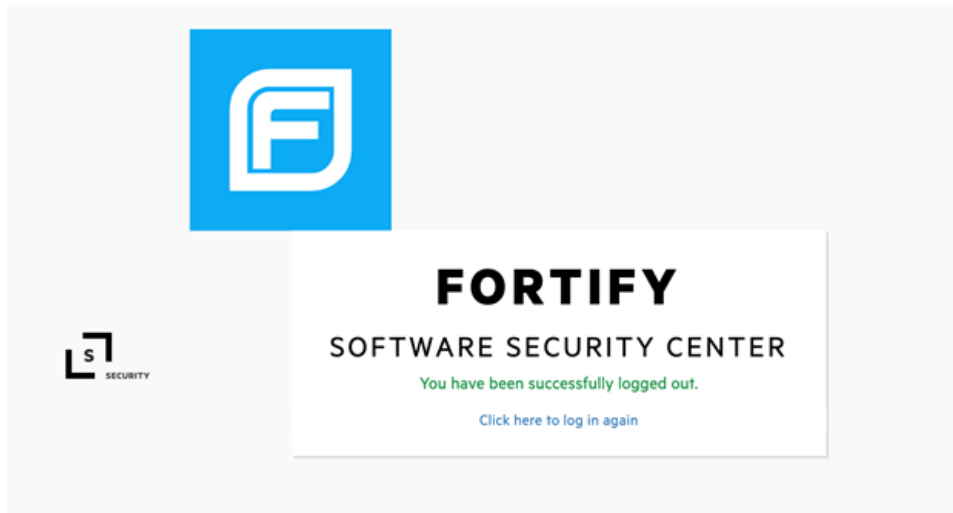 F
FORTIFY
SOFTWARE SECURITY CENTER
You have been successfully logged out.
S
SECURITY
Click here to log in again